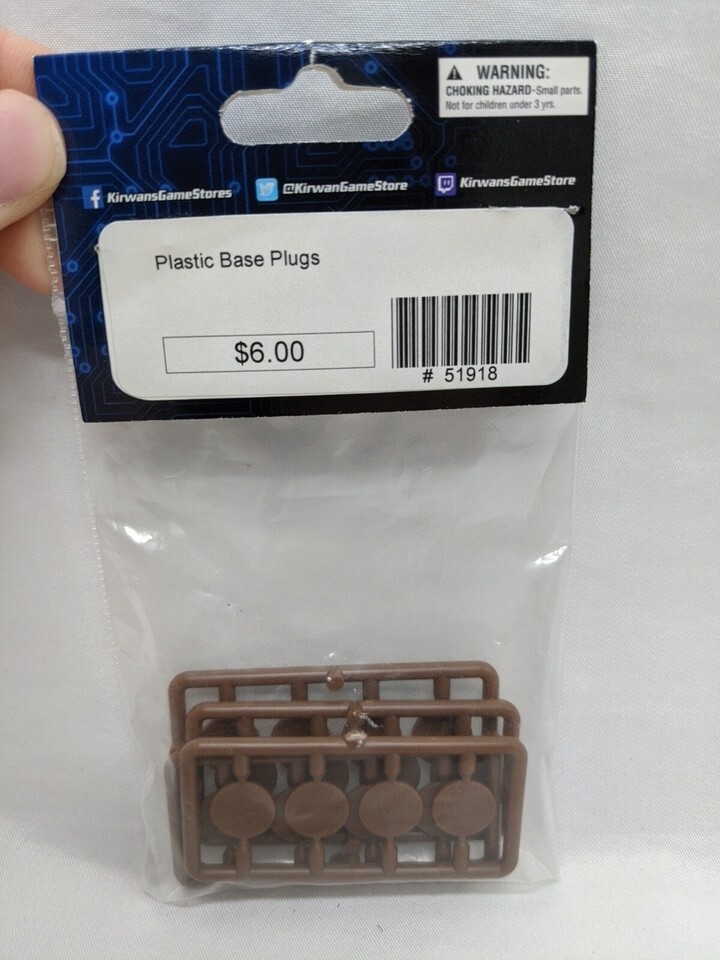 WARNING:
CHOKING HAZARD-Small parts.
Not for children under 3 yrs.
KirwansGameStores
@KirwanGameStore
KirwansGameStore
Plastic Base Plugs
$6.00
# 51918